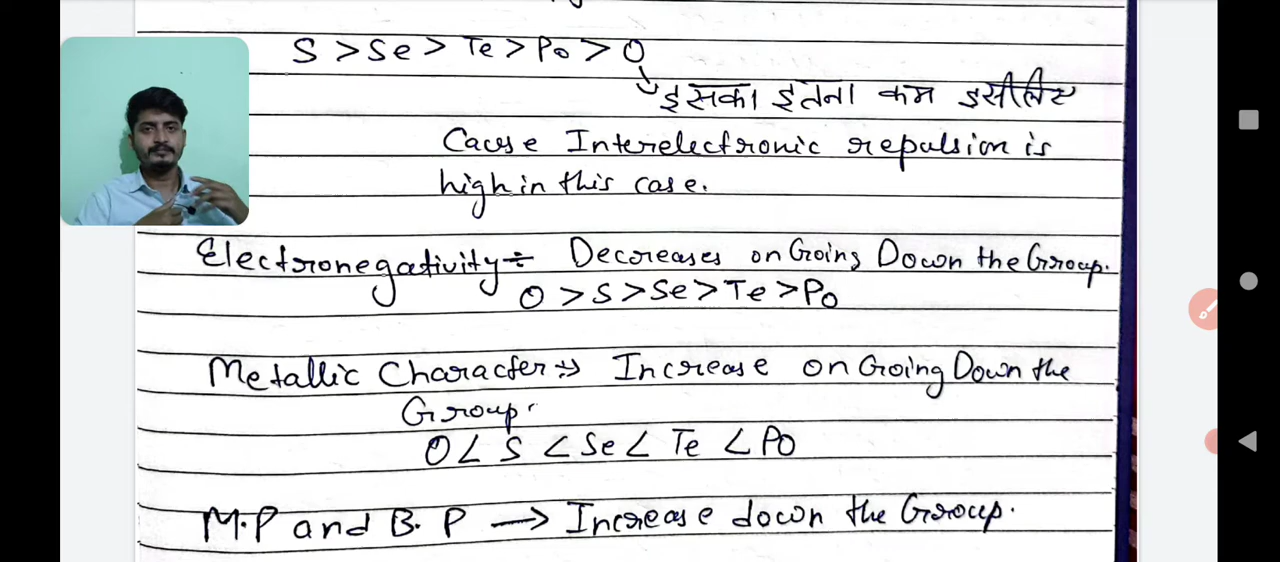 S > Se > Te > Po > O
इसका इतना कम इसीलिए
Cause Interelectronic repulsion is
high in this case.
Electronegativity ÷ Decreases on Going Down the Group.
O > S > Se > Te > Po
Metallic Character :→ Increase on Going Down the
Group.
O < S < Se < Te < Po
M.P and B.P → Increase down the Group.